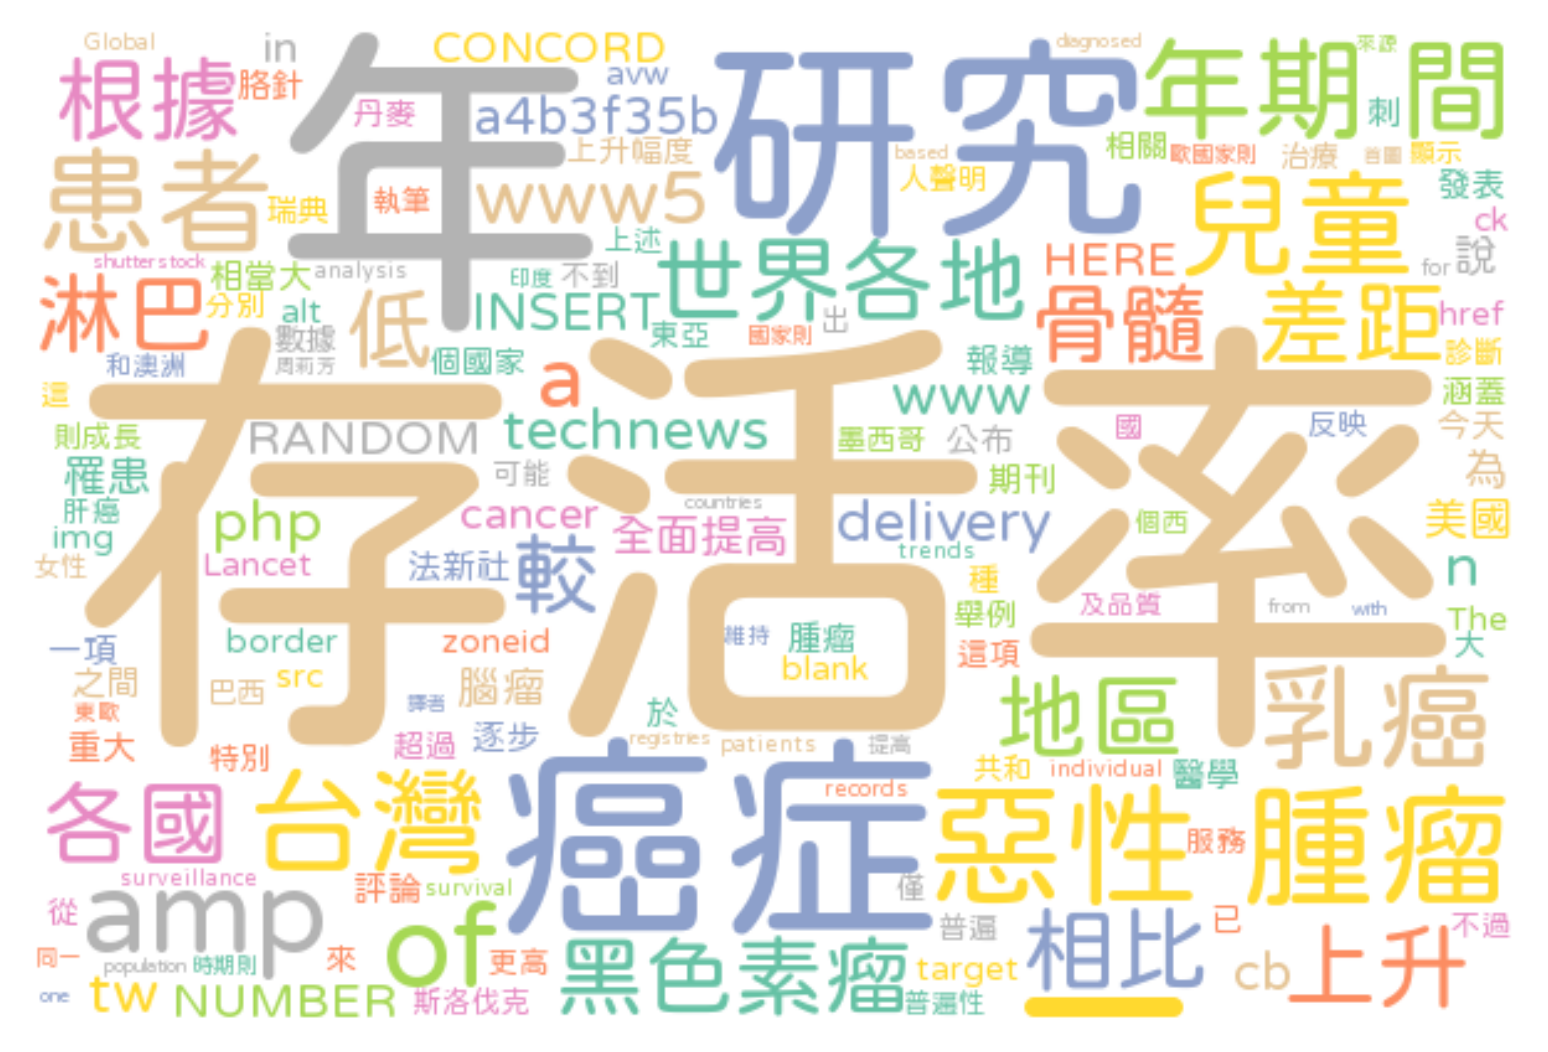 Global
in
CONCORD
diagnosed
來源
根據
胳針
年
avw
研究
年期間
丹麥
a4b3f35b
刺
上升幅度
based
相關
歐國家則
治療
首圖
顯示
患者
瑞典
執筆
www5
人聲明
兒童
發表
ck
上述
世界各地
HERE
for
說
shutterstock
相當大
analysis
印度
不到
淋巴
分別
alt
低
INSERT
東亞
國家則
出
骨髓
差距
href
數據
和澳洲
周莉芳
個國家
報導
診斷
這
存活率
a
www
涵蓋
則成長
RANDOM
technews
墨西哥
公布
國
反映
今天
罹患
可能
期刊
為
肝癌
img
php
cancer
countries
全面提高
delivery
個西
美國
女性
Lancet
法新社
較
trends
種
n
舉例
及品質
from
with
The
一項
border
zoneid
維持
腫瘤
這項
大
之間
巴西
src
腦瘤
blank
東歐
譯者
於
地區
乳癌
重大
特別
超過
逐步
registries
patients
提高
各國
台灣
癌症
共和
individual
醫學
records
惡性
服務
腫瘤
surveillance
評論
survival
僅
從
amp
of
普遍
相比
已
不過
同一
population
時期則
來
更高
黑色素瘤
target
cb
上升
one
tw
NUMBER
斯洛伐克
普遍性
一